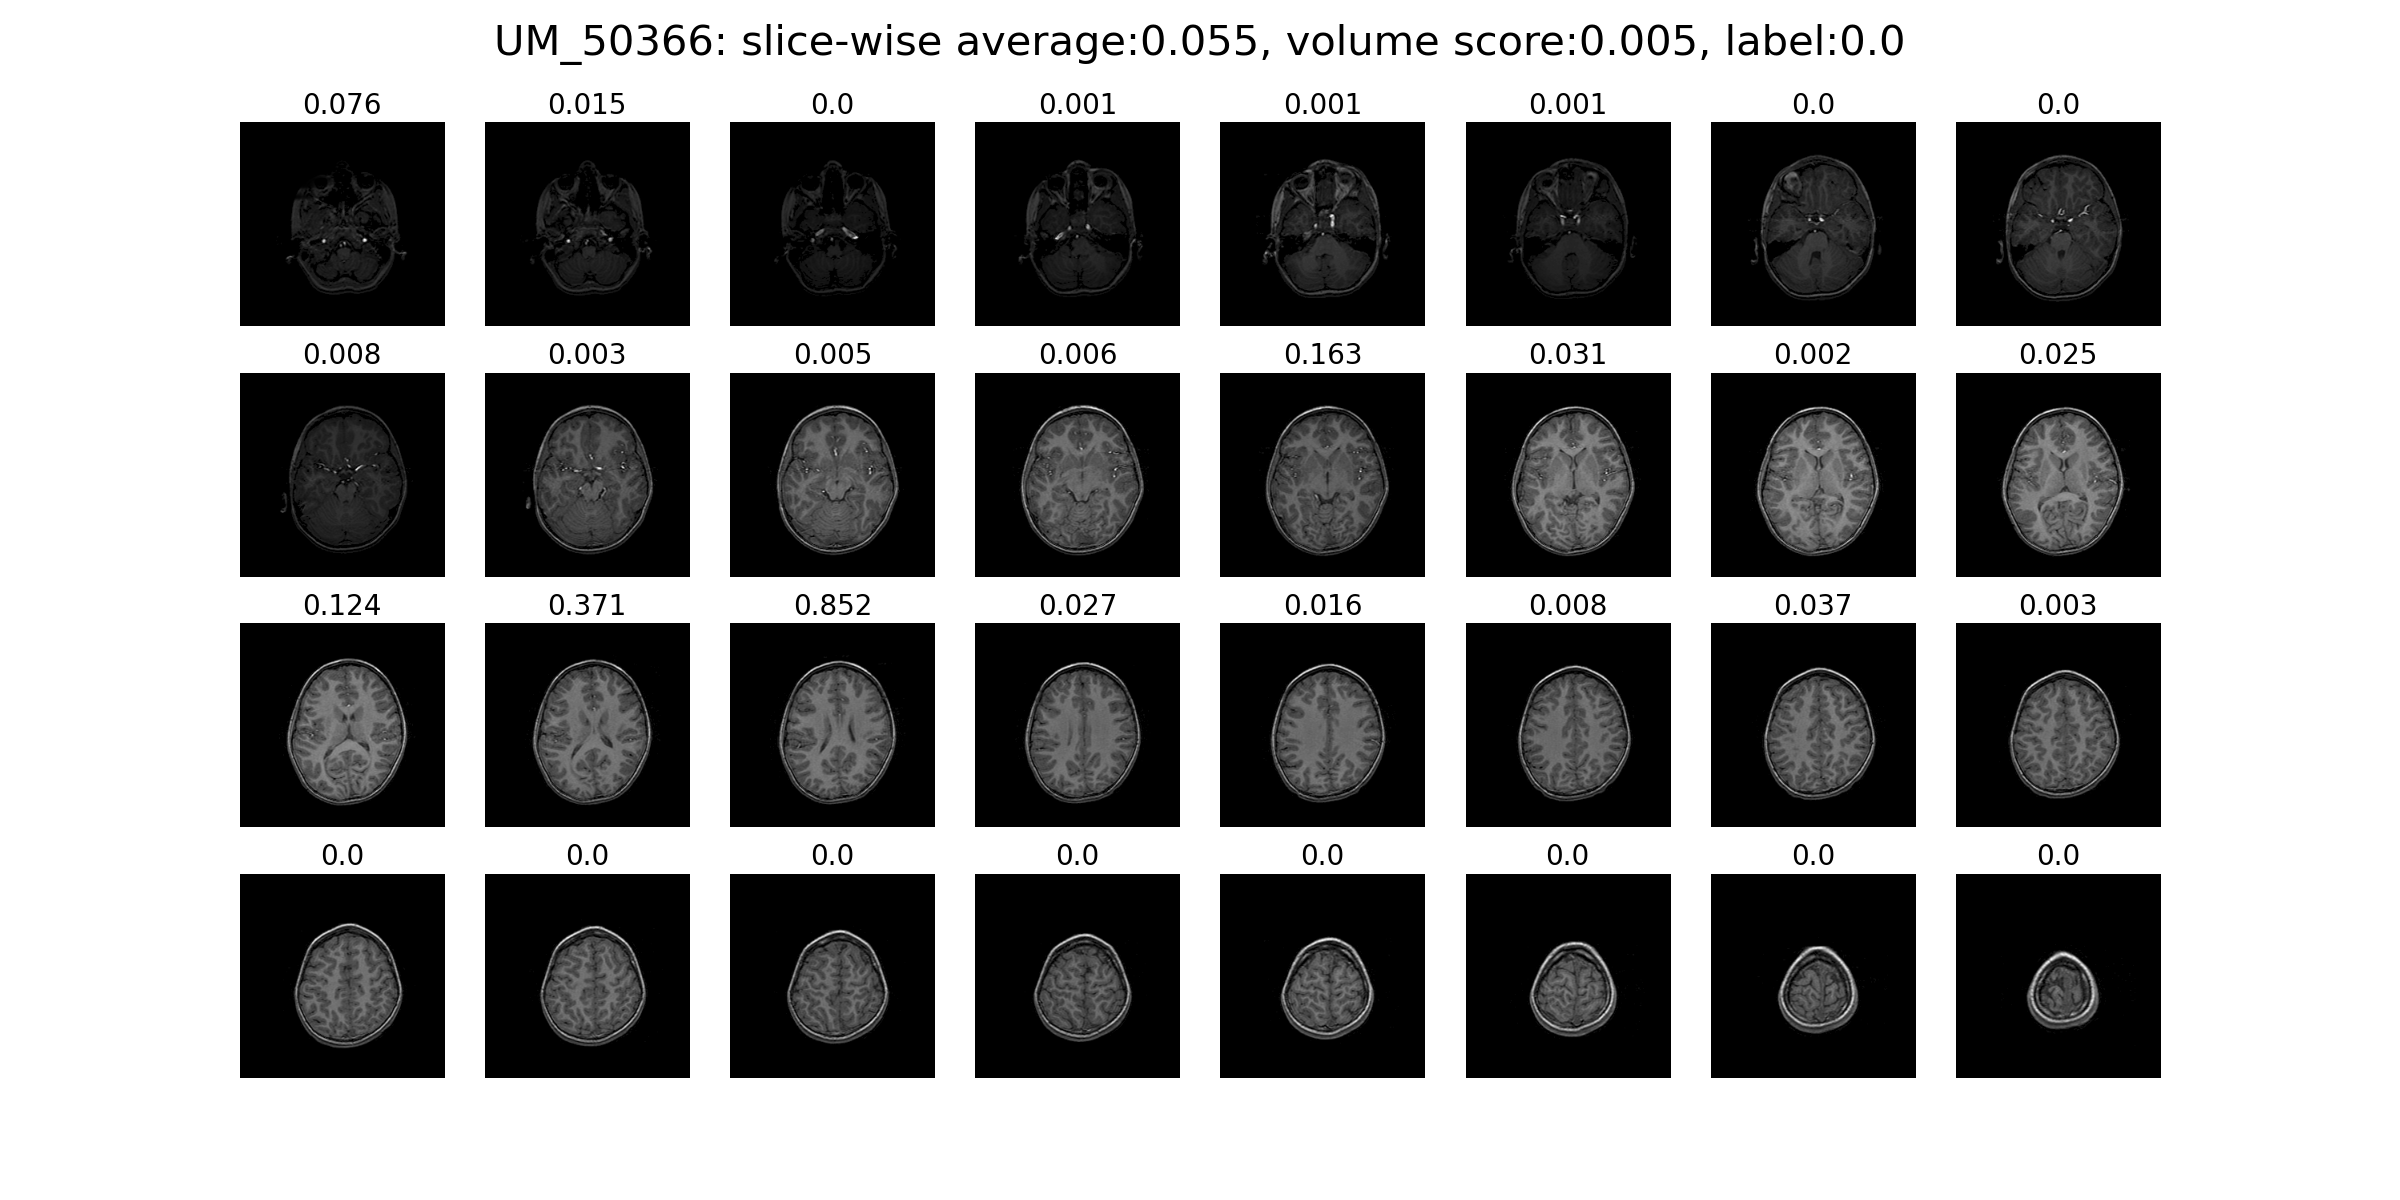 UM_50366: slice-wise average:0.055, volume score:0.005, label:0.0
0.076 0.015 0.0 0.001 0.001 0.001 0.0 0.0
0.008 0.003 0.005 0.006 0.163 0.031 0.002 0.025
0.124 0.371 0.852 0.027 0.016 0.008 0.037 0.003
0.0 0.0 0.0 0.0 0.0 0.0 0.0 0.0